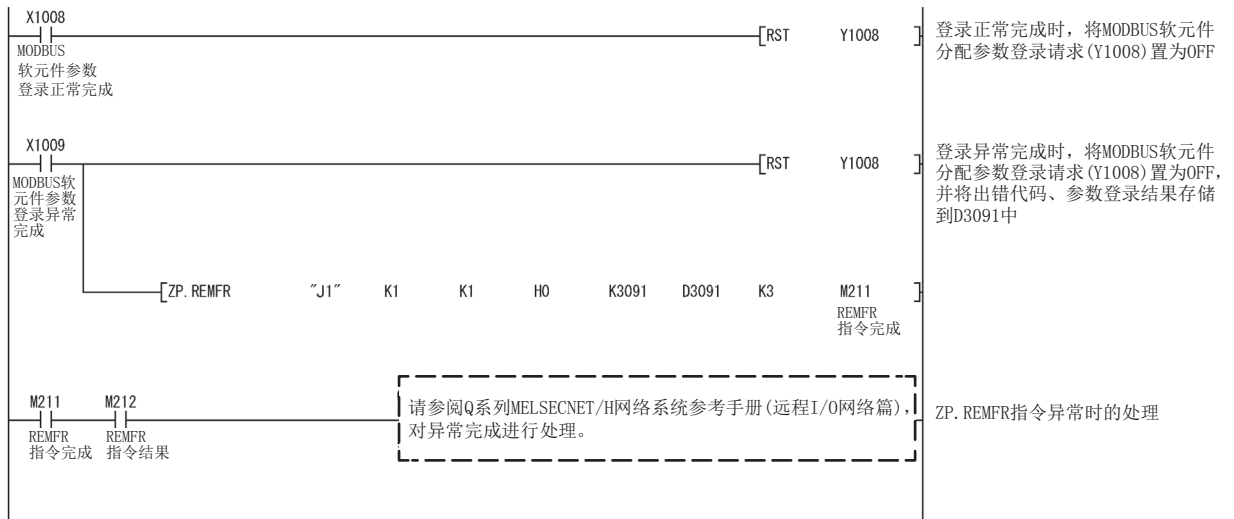 X1008
[RST Y1008 ]
MODBUS
软元件参数
登录正常完成
登录正常完成时，将MODBUS软元件
分配参数登录请求(Y1008)置为OFF
X1009
[RST Y1008 ]
MODBUS软
元件参数
登录异常
完成
登录异常完成时，将MODBUS软元件
分配参数登录请求(Y1008)置为OFF，
并将出错代码、参数登录结果存储
到D3091中
[ZP.REMFR "J1" K1 K1 H0 K3091 D3091 K3 M211 ]
REMFR
指令完成
M211 M212
REMFR REMFR
指令完成 指令结果
请参阅Q系列MELSECNET/H网络系统参考手册(远程I/O网络篇)，
对异常完成进行处理。
ZP.REMFR指令异常时的处理